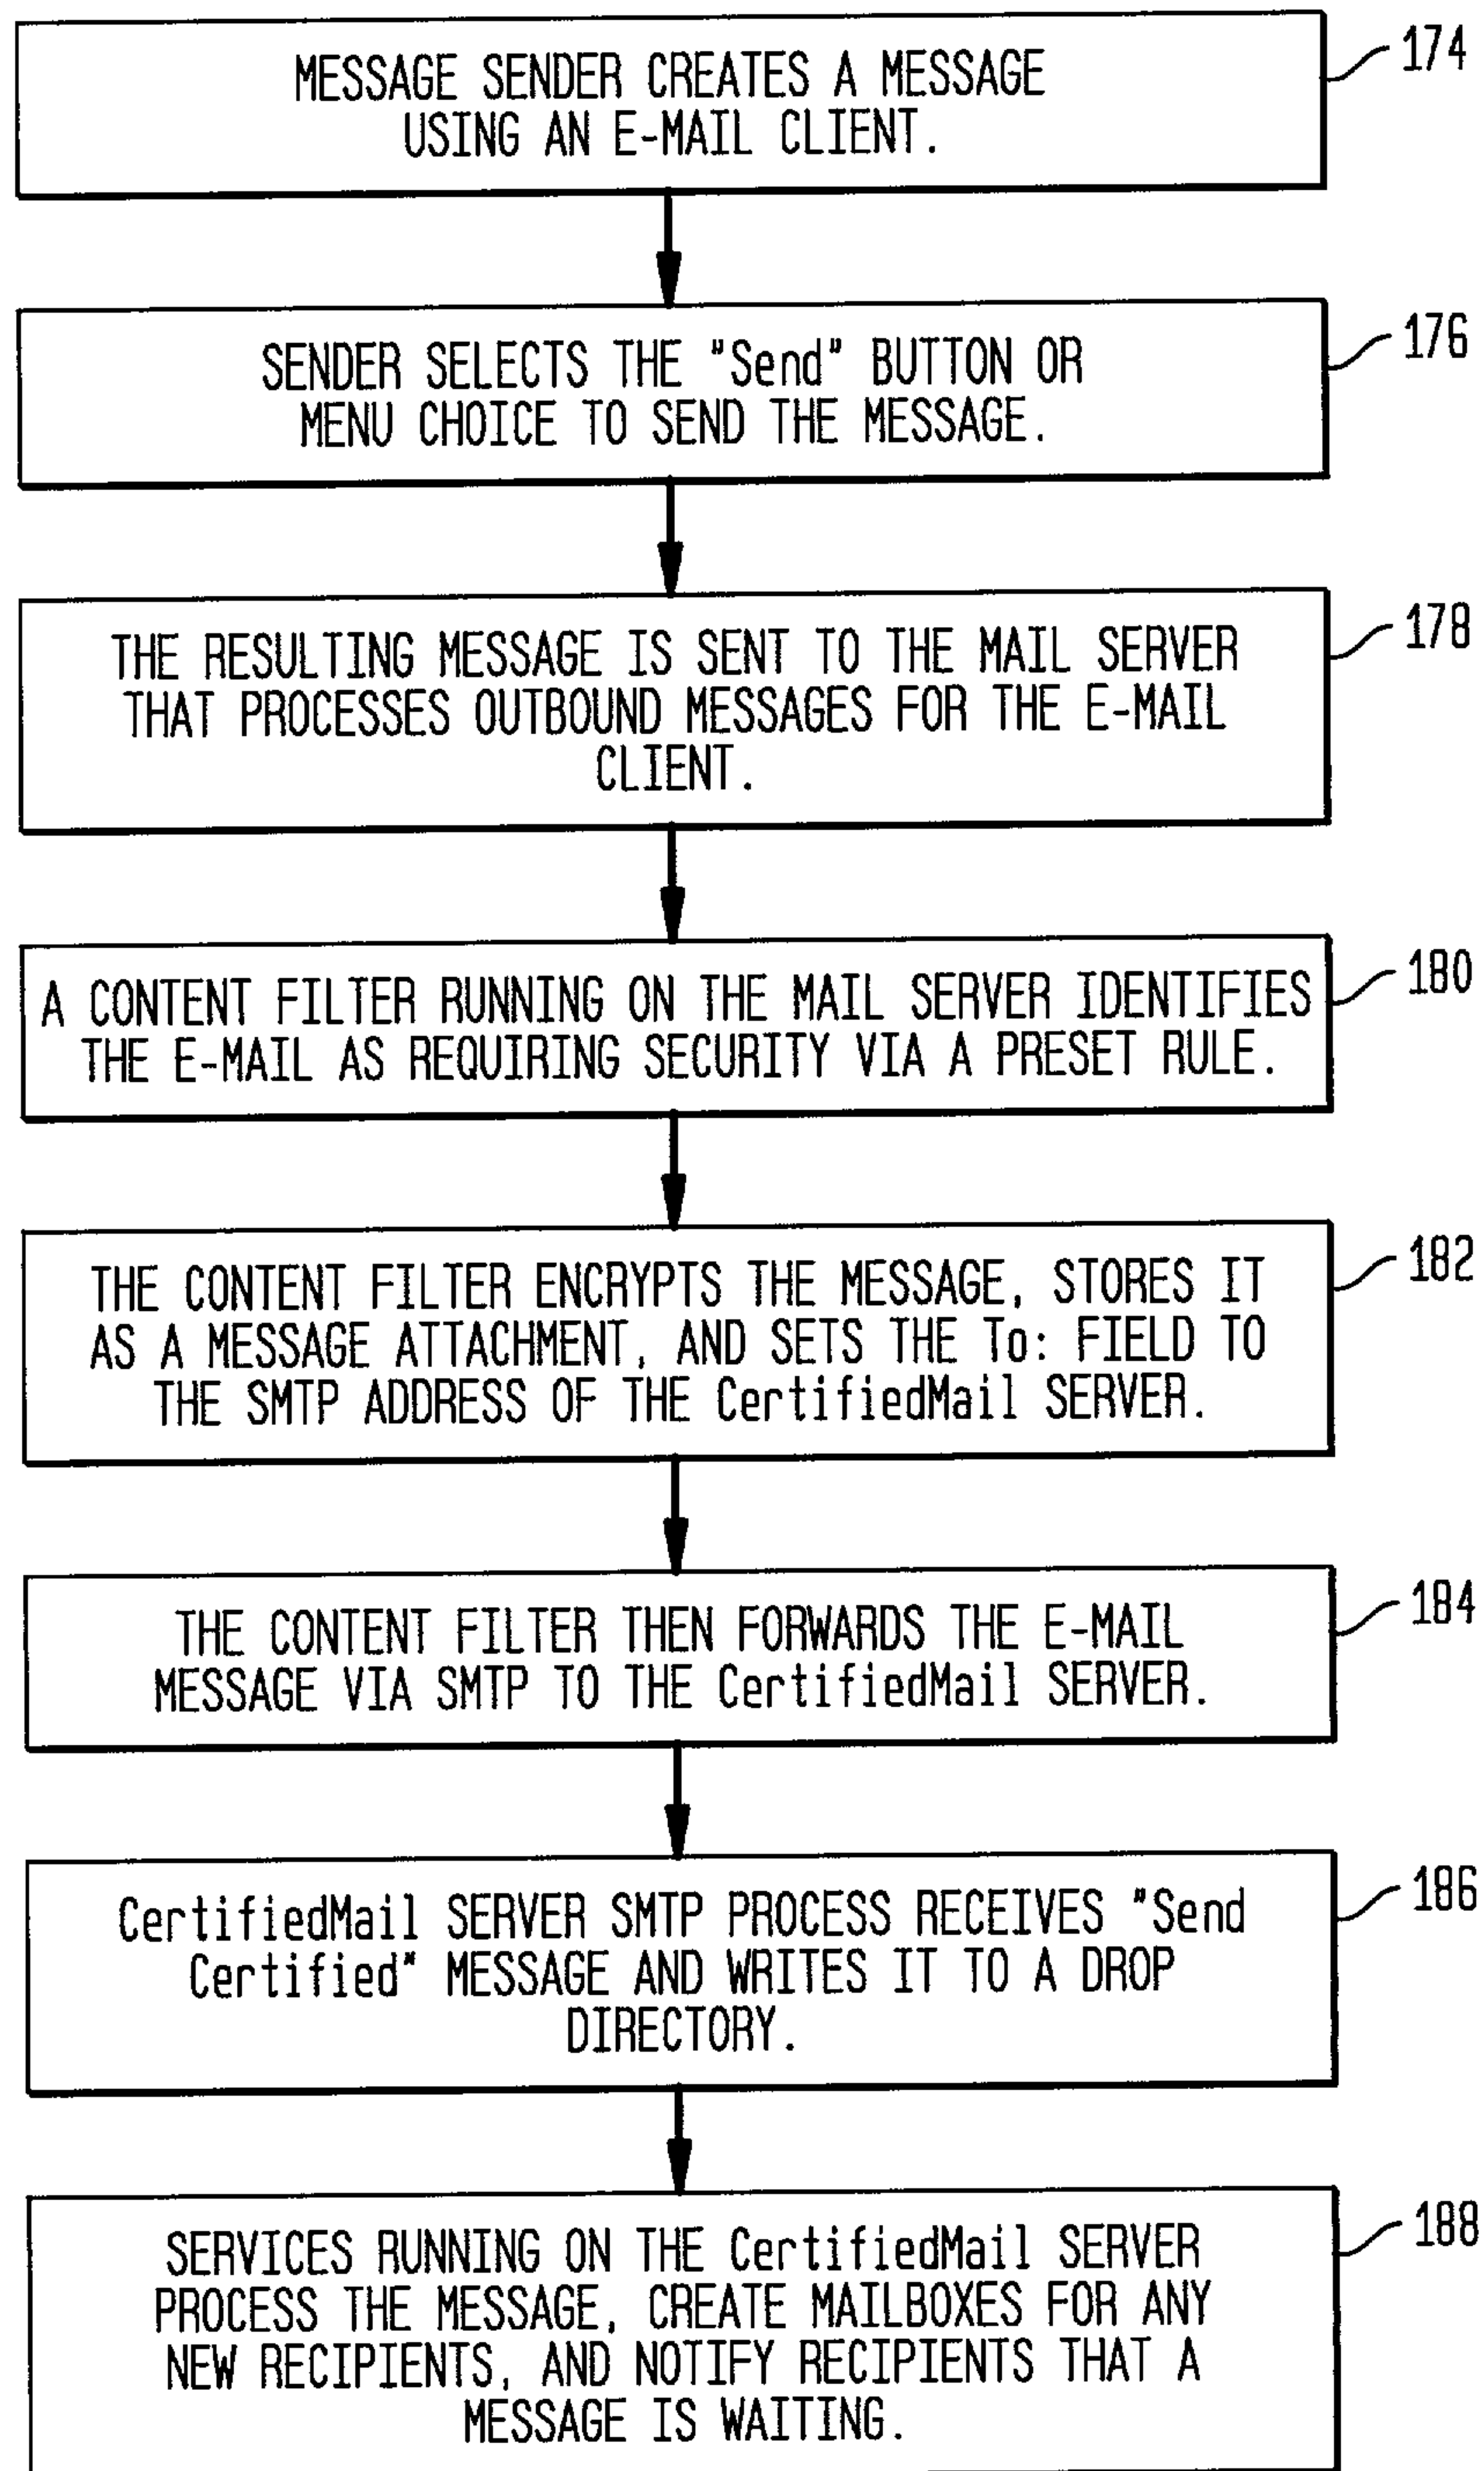 MESSAGE SENDER CREATES A MESSAGE
USING AN E-MAIL CLIENT.
174
SENDER SELECTS THE "Send" BUTTON OR
MENU CHOICE TO SEND THE MESSAGE.
176
THE RESULTING MESSAGE IS SENT TO THE MAIL SERVER
THAT PROCESSES OUTBOUND MESSAGES FOR THE E-MAIL
CLIENT.
178
A CONTENT FILTER RUNNING ON THE MAIL SERVER IDENTIFIES
THE E-MAIL AS REQUIRING SECURITY VIA A PRESET RULE.
180
THE CONTENT FILTER ENCRYPTS THE MESSAGE, STORES IT
AS A MESSAGE ATTACHMENT, AND SETS THE To: FIELD TO
THE SMTP ADDRESS OF THE CertifiedMail SERVER.
182
THE CONTENT FILTER THEN FORWARDS THE E-MAIL
MESSAGE VIA SMTP TO THE CertifiedMail SERVER.
184
CertifiedMail SERVER SMTP PROCESS RECEIVES "Send
Certified" MESSAGE AND WRITES IT TO A DROP
DIRECTORY.
186
SERVICES RUNNING ON THE CertifiedMail SERVER
PROCESS THE MESSAGE, CREATE MAILBOXES FOR ANY
NEW RECIPIENTS, AND NOTIFY RECIPIENTS THAT A
MESSAGE IS WAITING.
188